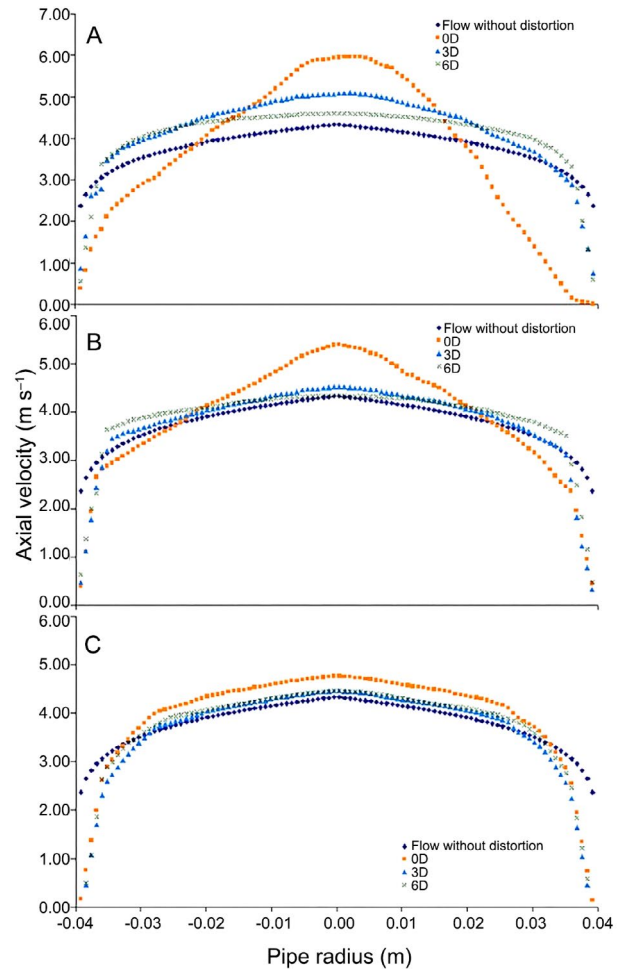 A
Flow without distortion
0D
3D
6D
7.00
6.00
5.00
4.00
3.00
2.00
1.00
0.00
B
Flow without distortion
0D
3D
6D
6.00
5.00
4.00
3.00
2.00
1.00
0.00
Axial velocity (m s⁻¹)
C
6.00
5.00
4.00
3.00
2.00
1.00
0.00
Flow without distortion
0D
3D
6D
-0.04 -0.03 -0.02 -0.01 0.00 0.01 0.02 0.03 0.04
Pipe radius (m)